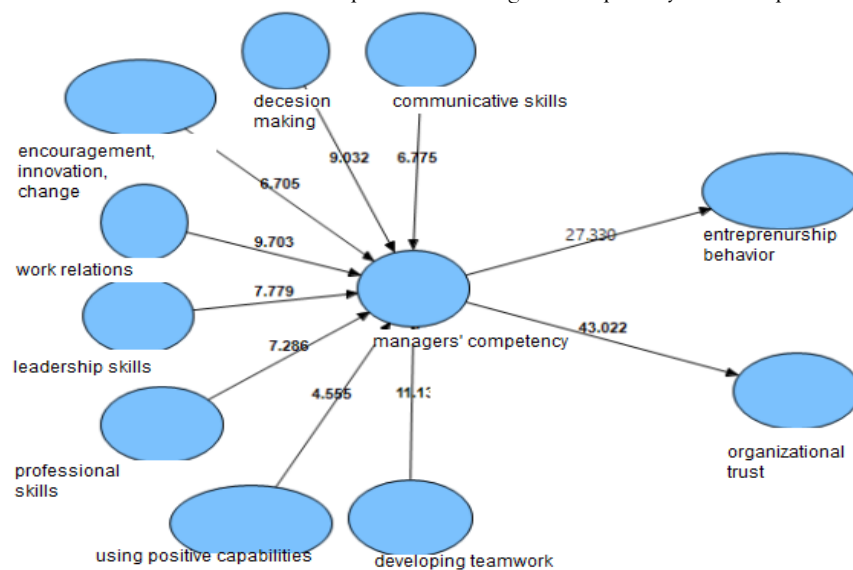 decesion
making
communicative skills
9.032
6.775
encouragement,
innovation,
change
6.705
work relations
9.703
27.330
entreprenurship
behavior
leadership skills
7.779
managers' competency
43.022
7.286
professional
skills
4.555
11.13
organizational
trust
using positive capabilities
developing teamwork